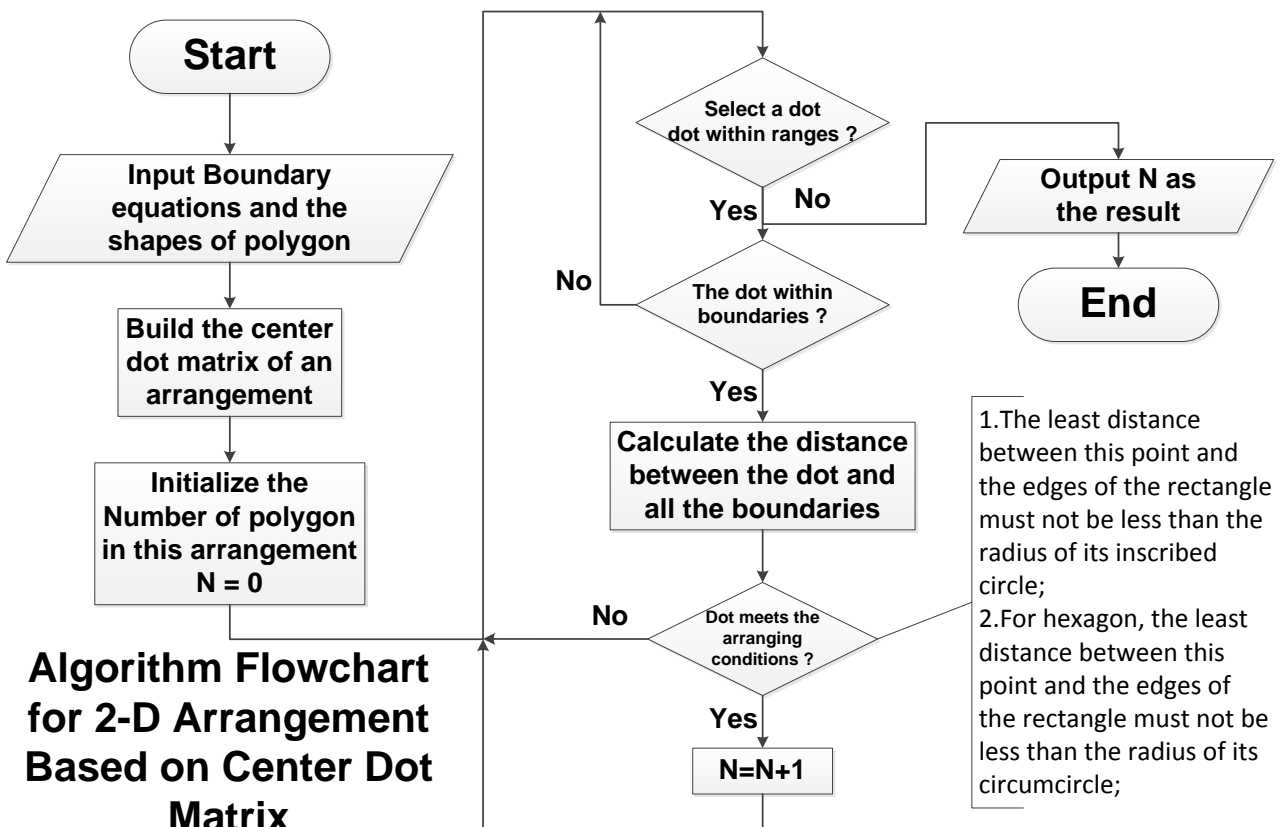 Start
Input Boundary
equations and the
shapes of polygon
Build the center
dot matrix of an
arrangement
Initialize the
Number of polygon
in this arrangement
N = 0
Algorithm Flowchart
for 2-D Arrangement
Based on Center Dot
Matrix
Select a dot
dot within ranges ?
Yes
No
The dot within
boundaries ?
No
Yes
Calculate the distance
between the dot and
all the boundaries
Dot meets the
arranging
conditions ?
No
Yes
N=N+1
Output N as
the result
End
1.The least distance
between this point and
the edges of the rectangle
must not be less than the
radius of its inscribed
circle;
2.For hexagon, the least
distance between this
point and the edges of
the rectangle must not be
less than the radius of its
circumcircle;